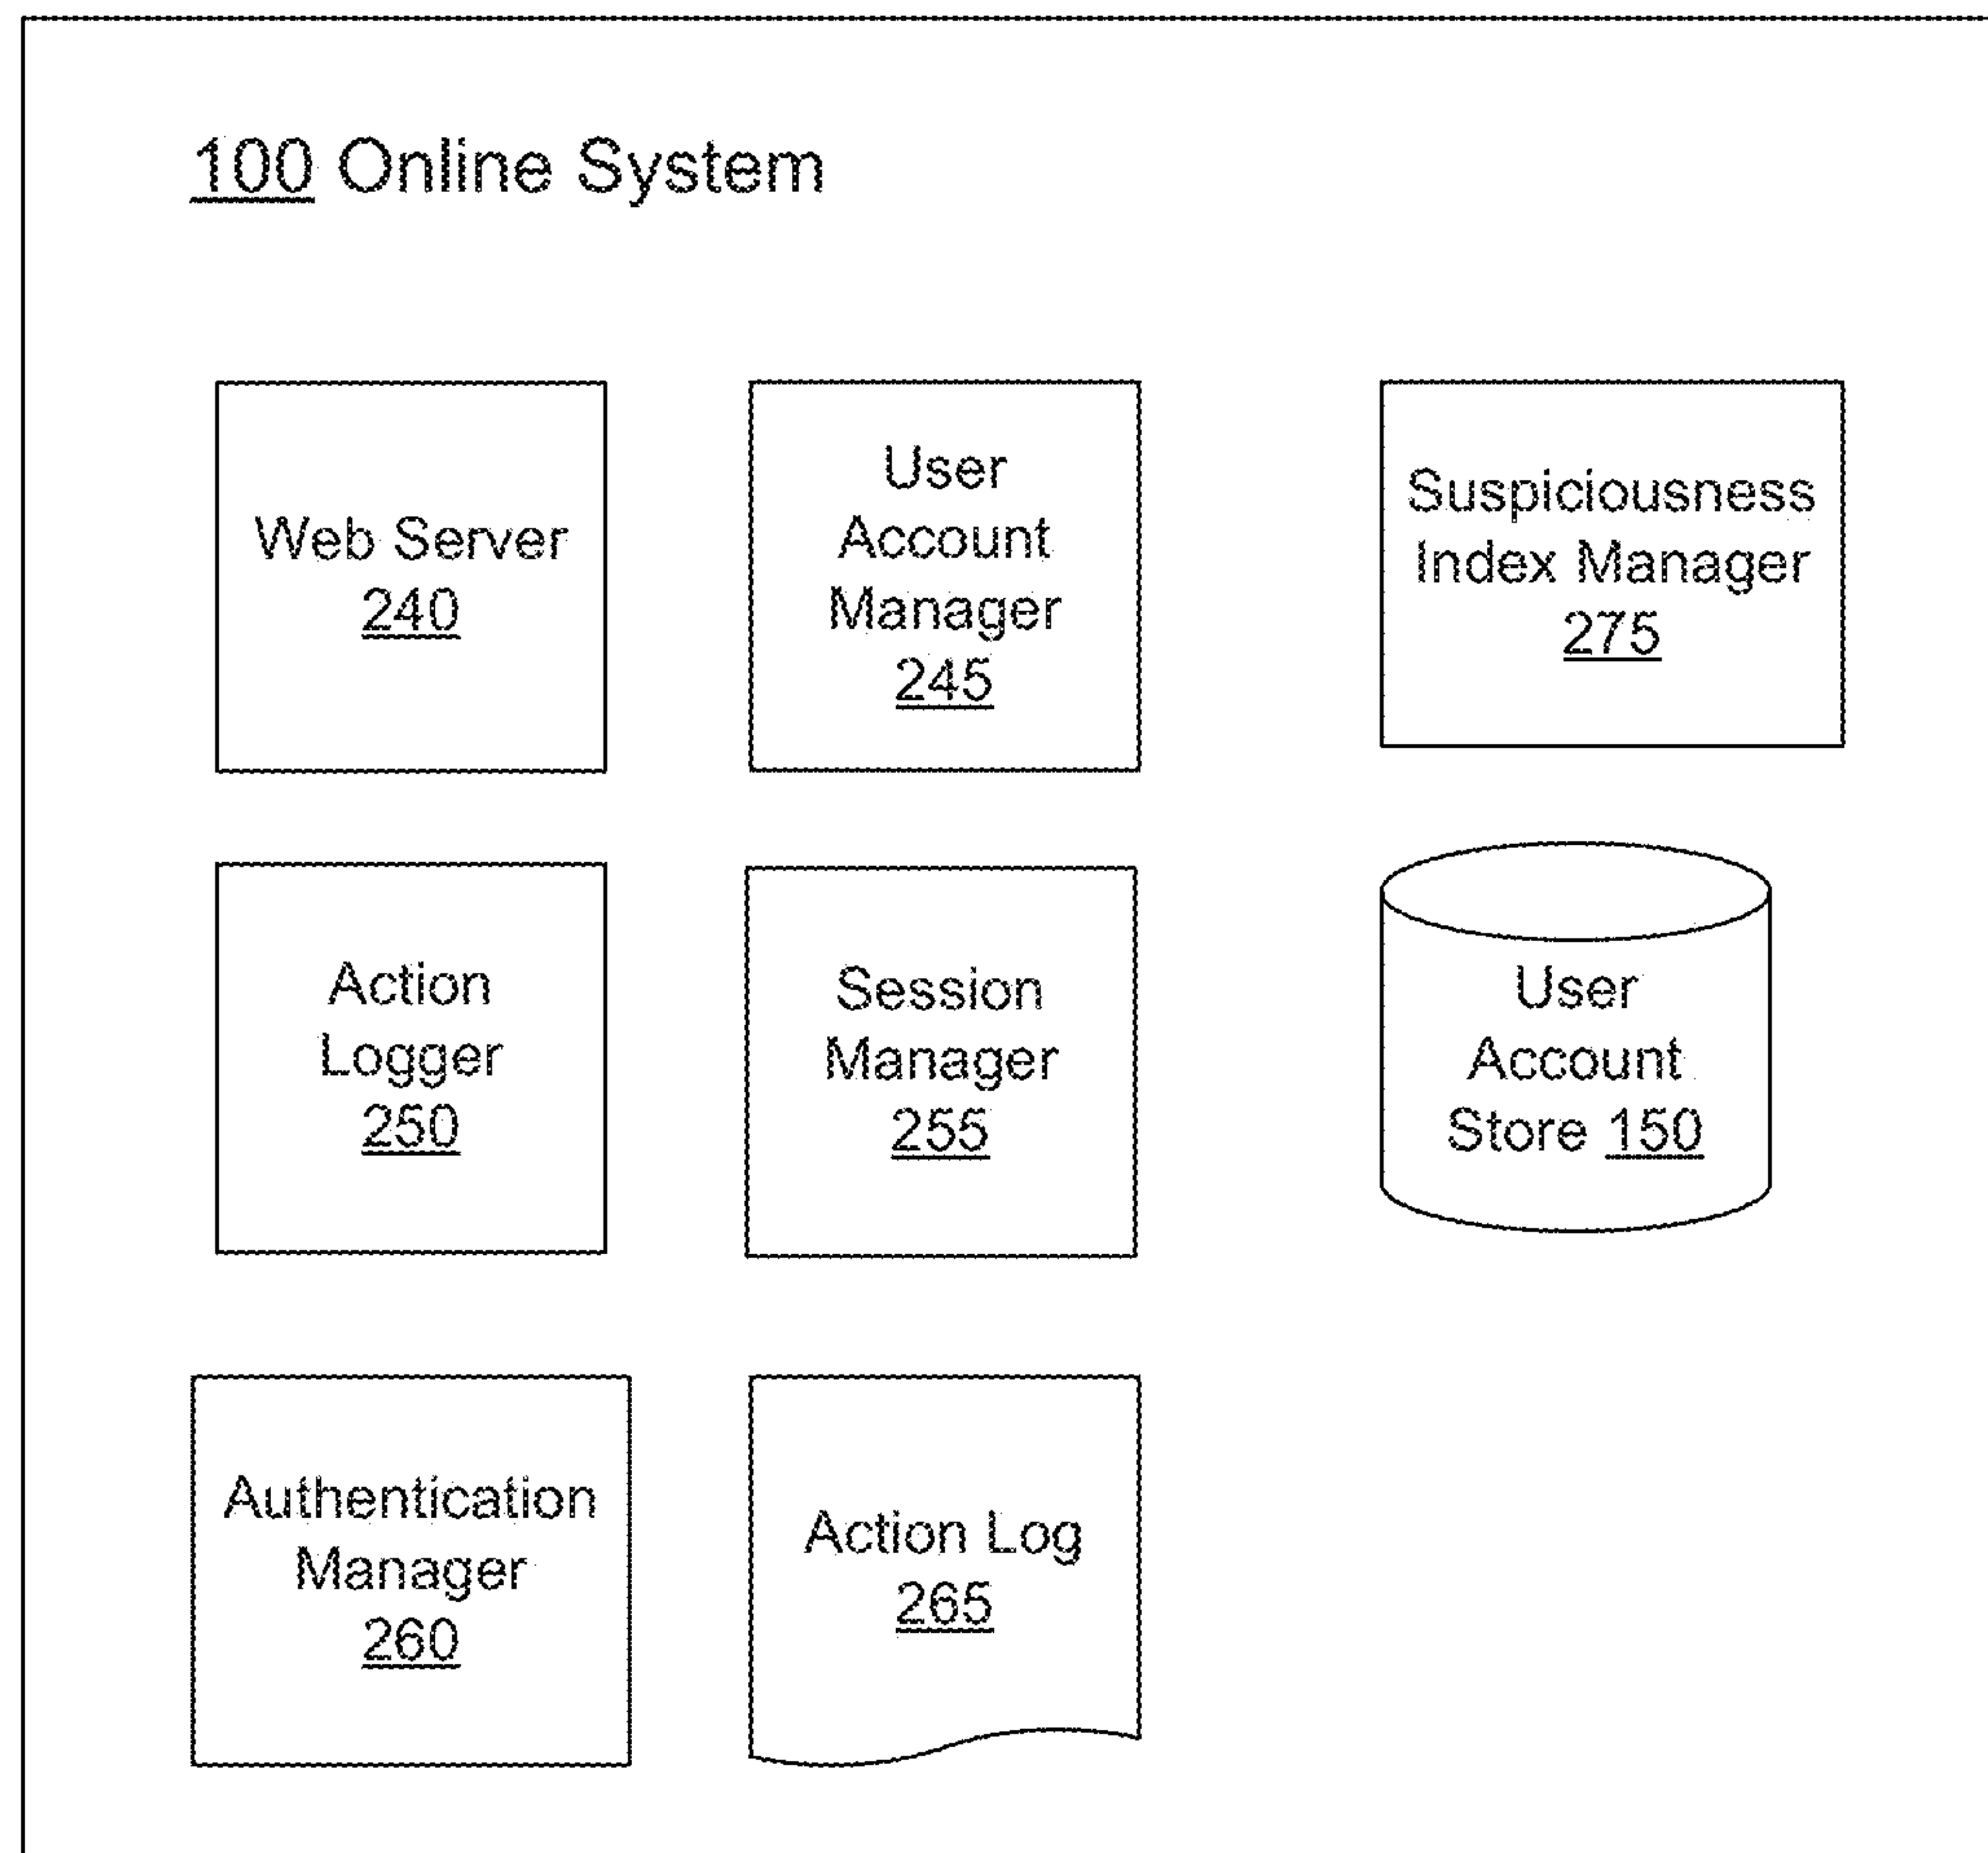 100 Online System
Web Server
240
User
Account
Manager
245
Suspiciousness
Index Manager
275
Action
Logger
250
Session
Manager
255
User
Account
Store 150
Authentication
Manager
260
Action Log
265